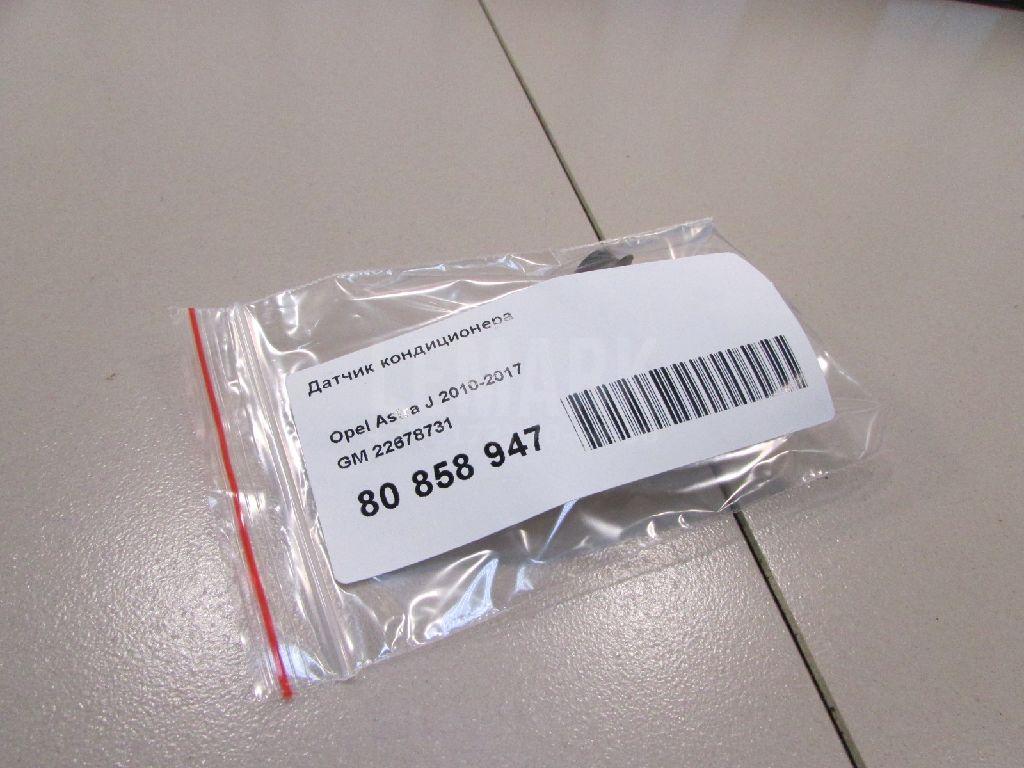 Датчик кондиционера
Opel Astra J 2010-2017
GM 22678731
80 858 947